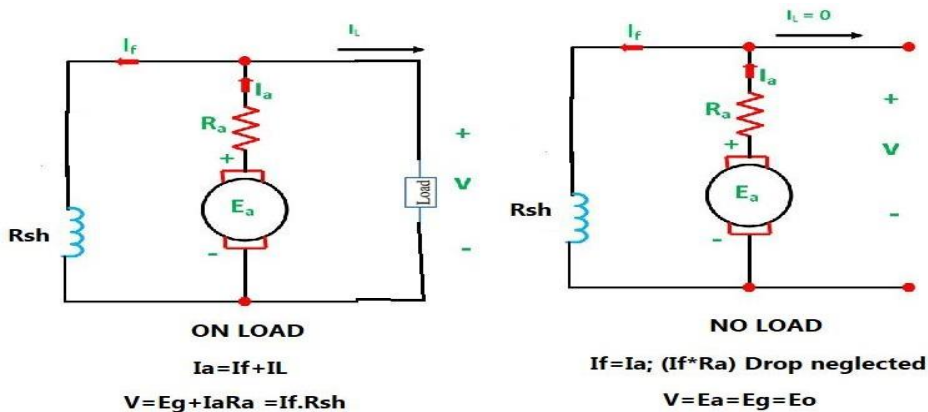 If
IL
Ia
Ra
+
+
Rsh
Ea
Load
V
-
-
ON LOAD
Ia=If+IL
V=Eg+IaRa =If.Rsh
IL = 0
If
Ia
Ra
+
+
V
Rsh
Ea
-
-
NO LOAD
If=Ia; (If*Ra) Drop neglected
V=Ea=Eg=Eo